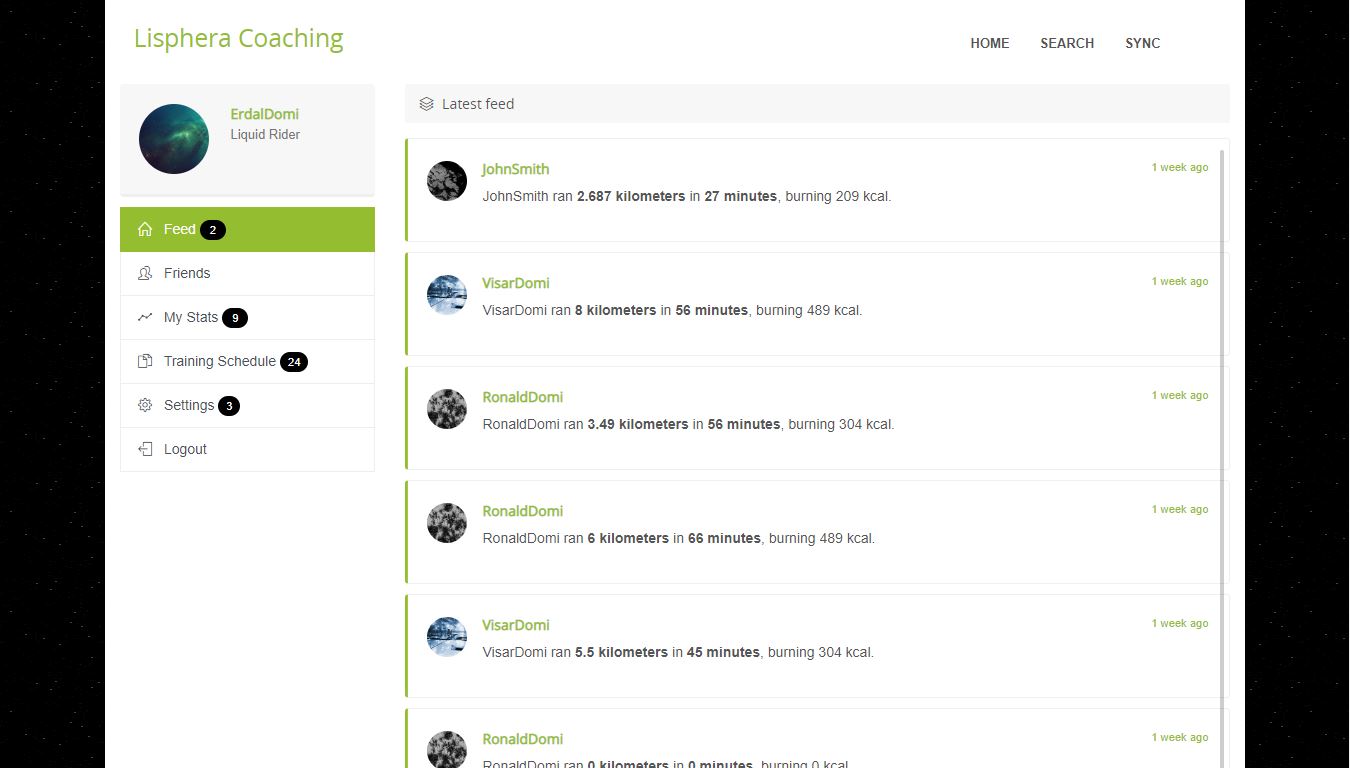 Lisphera Coaching
HOME SEARCH SYNC
ErdalDomi
Liquid Rider
Feed 2
Friends
My Stats 9
Training Schedule 24
Settings 3
Logout
Latest feed
JohnSmith 1 week ago
JohnSmith ran 2.687 kilometers in 27 minutes, burning 209 kcal.
VisarDomi 1 week ago
VisarDomi ran 8 kilometers in 56 minutes, burning 489 kcal.
RonaldDomi 1 week ago
RonaldDomi ran 3.49 kilometers in 56 minutes, burning 304 kcal.
RonaldDomi 1 week ago
RonaldDomi ran 6 kilometers in 66 minutes, burning 489 kcal.
VisarDomi 1 week ago
VisarDomi ran 5.5 kilometers in 45 minutes, burning 304 kcal.
RonaldDomi 1 week ago
RonaldDomi ran 0 kilometers in 0 minutes, burning 0 kcal.